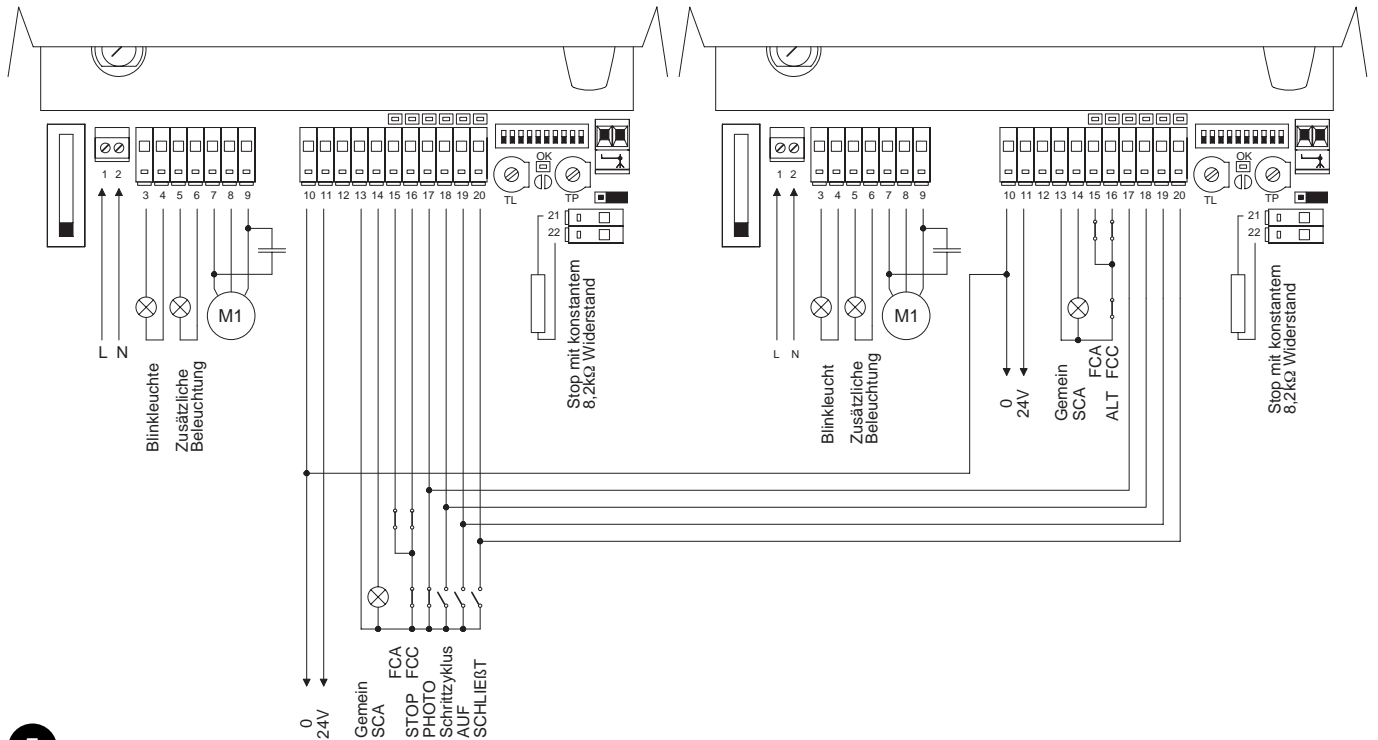 OK
1 2
3 4 5 6 7 8 9
10 11 12 13 14 15 16 17 18 19 20
TL
TP
21
22
M1
L N
Blinkleuchte
Zusätzliche
Beleuchtung
Stop mit konstantem
8,2kΩ Widerstand
0
24V
Gemein
SCA
FCA
STOP FCC
PHOTO
Schrittzyklus
AUF
SCHLIEßT
OK
1 2
3 4 5 6 7 8 9
10 11 12 13 14 15 16 17 18 19 20
TL
TP
21
22
M1
L N
Blinkleucht
Zusätzliche
Beleuchtung
0
24V
Gemein
SCA
FCA
ALT FCC
Stop mit konstantem
8,2kΩ Widerstand